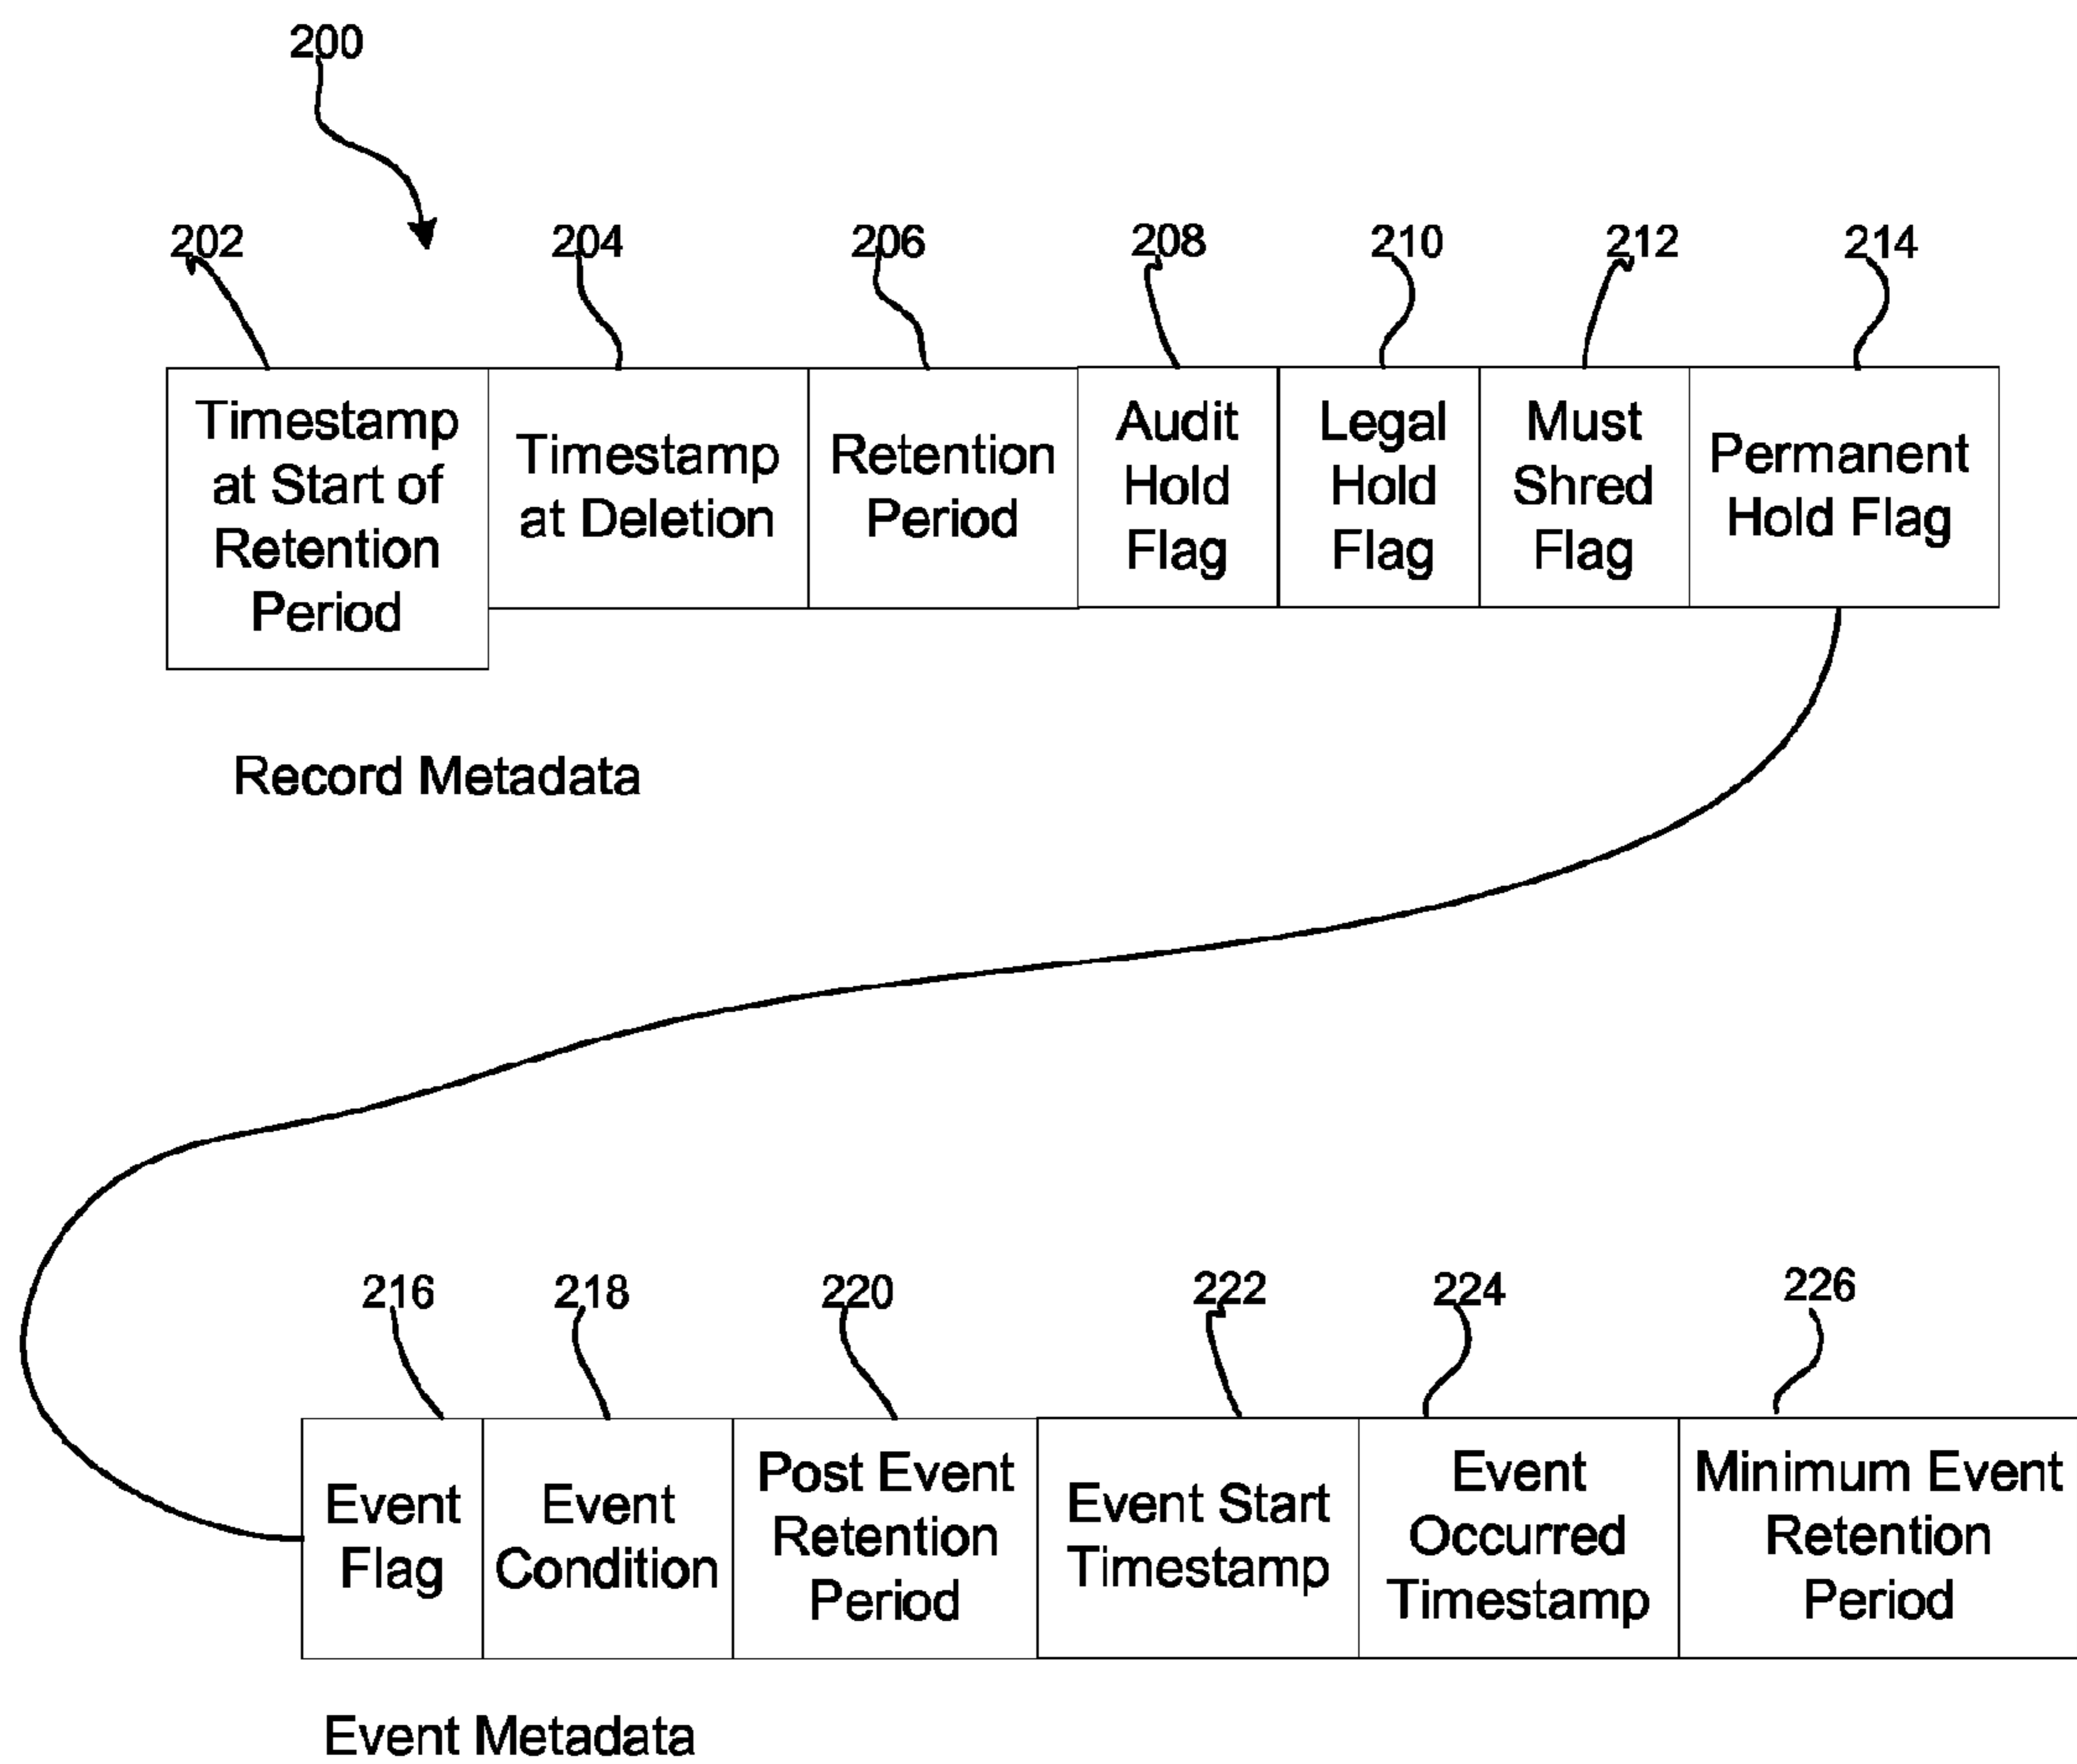 200
202 204 206 208 210 212 214
Timestamp
at Start of
Retention
Period
Timestamp
at Deletion
Retention
Period
Audit
Hold
Flag
Legal
Hold
Flag
Must
Shred
Flag
Permanent
Hold Flag
Record Metadata
216 218 220 222 224 226
Event
Flag
Event
Condition
Post Event
Retention
Period
Event Start
Timestamp
Event
Occurred
Timestamp
Minimum Event
Retention
Period
Event Metadata